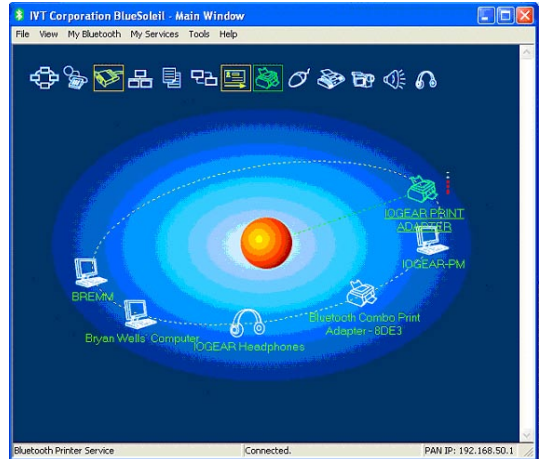 IVT Corporation BlueSoleil - Main Window
File View My Bluetooth My Services Tools Help
IOGEAR PRINT
ADAPTER
IOGEAR-PM
BREMM
Bluetooth Combo Print
Adapter - 8DE3
Bryan Wells' Computer
IOGEAR Headphones
Bluetooth Printer Service
Connected.
PAN IP: 192.168.50.1